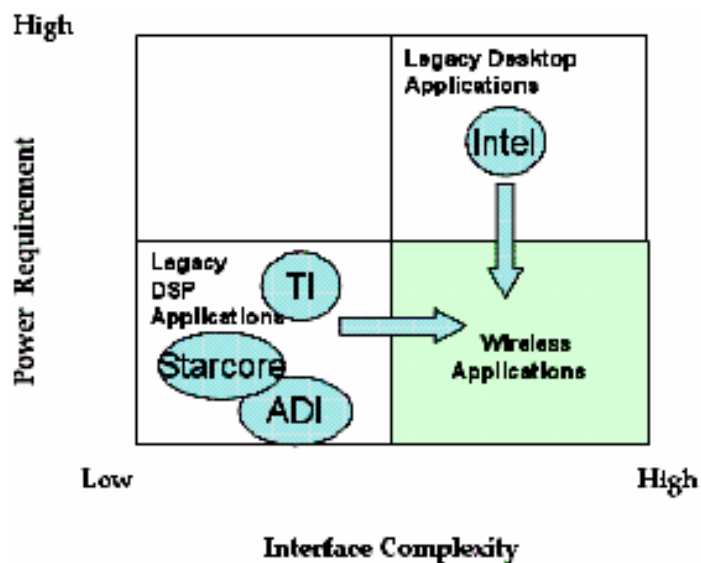 High
Legacy Desktop
Applications
Intel
Power Requirement
Legacy
DSP
Applications
TI
Starcore
ADI
Wireless
Applications
Low
High
Interface Complexity